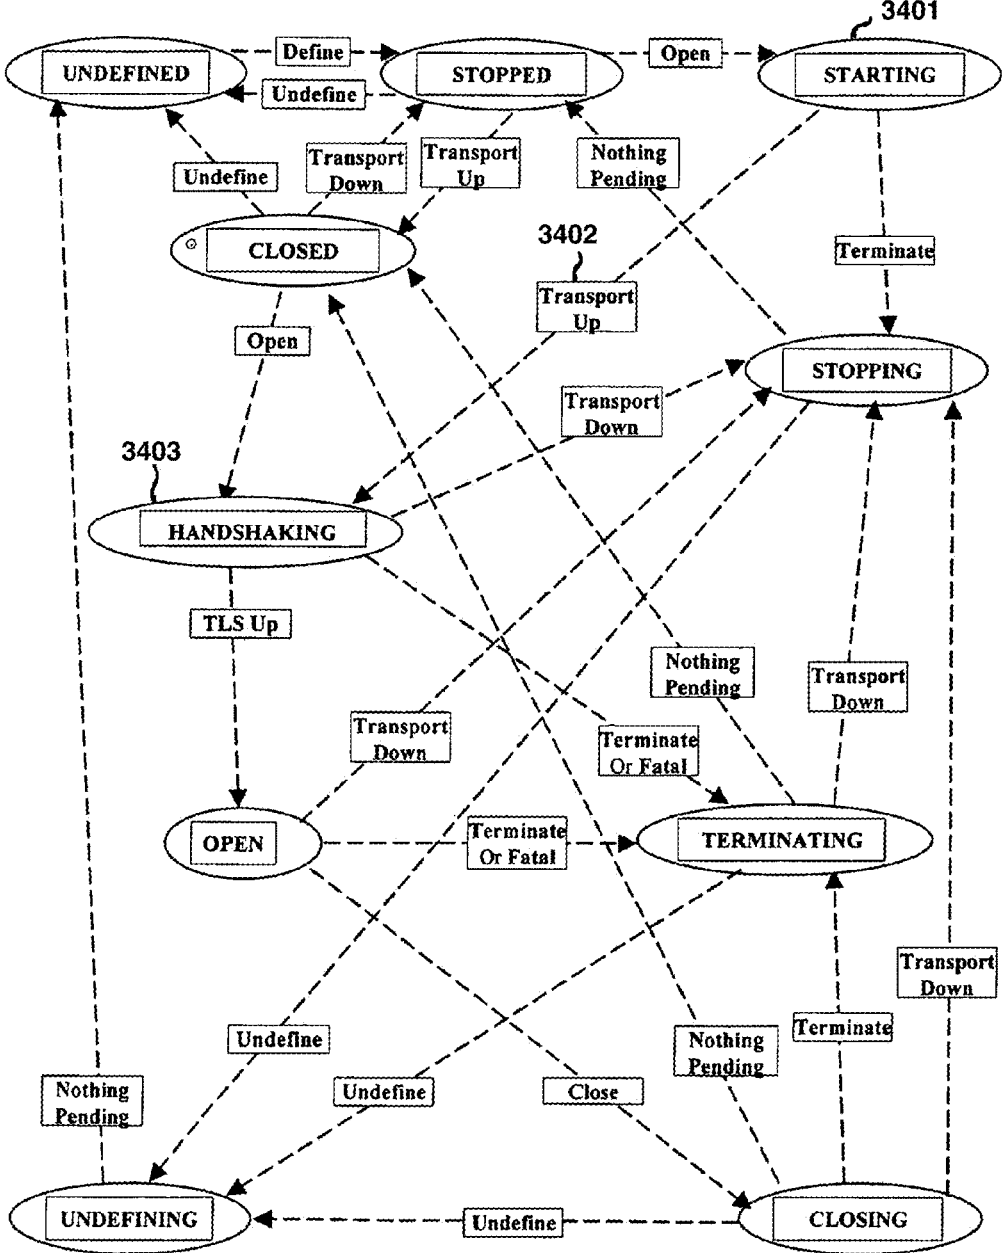 3401
UNDEFINED
Define
STOPPED
Open
STARTING
Undefine
Undefine
Transport
Down
Transport
Up
Nothing
Pending
CLOSED
3402
Terminate
Transport
Up
Open
STOPPING
Transport
Down
3403
HANDSHAKING
TLS Up
Nothing
Pending
Transport
Down
Transport
Down
Terminate
Or Fatal
OPEN
Terminate
Or Fatal
TERMINATING
Transport
Down
Undefine
Nothing
Pending
Terminate
Nothing
Pending
Undefine
Close
UNDEFINING
Undefine
CLOSING